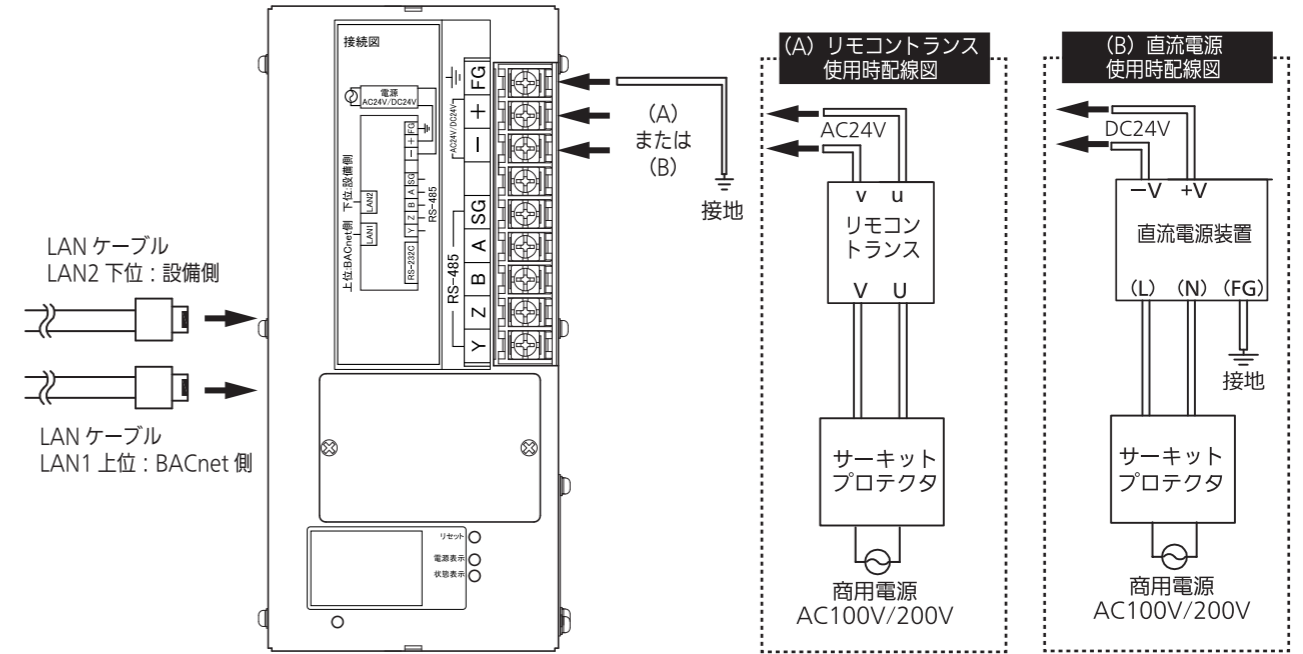 接続図
電源
AC24V/DC24V
FG
+
−
SG
A
B
Z
Y
RS-485
RS-232C
LAN2
LAN1
下位:設備側
上位:BACnet側
AC24V/DC24V
RS-485
FG
+
−
SG
A
B
Z
Y
(A)
または
(B)
接地
LAN ケーブル
LAN2 下位:設備側
LAN ケーブル
LAN1 上位:BACnet 側
リセット
電源表示
状態表示
(A) リモコントランス
使用時配線図
AC24V
v u
リモコン
トランス
V U
サーキット
プロテクタ
商用電源
AC100V/200V
(B) 直流電源
使用時配線図
DC24V
−V +V
直流電源装置
(L) (N) (FG)
接地
サーキット
プロテクタ
商用電源
AC100V/200V